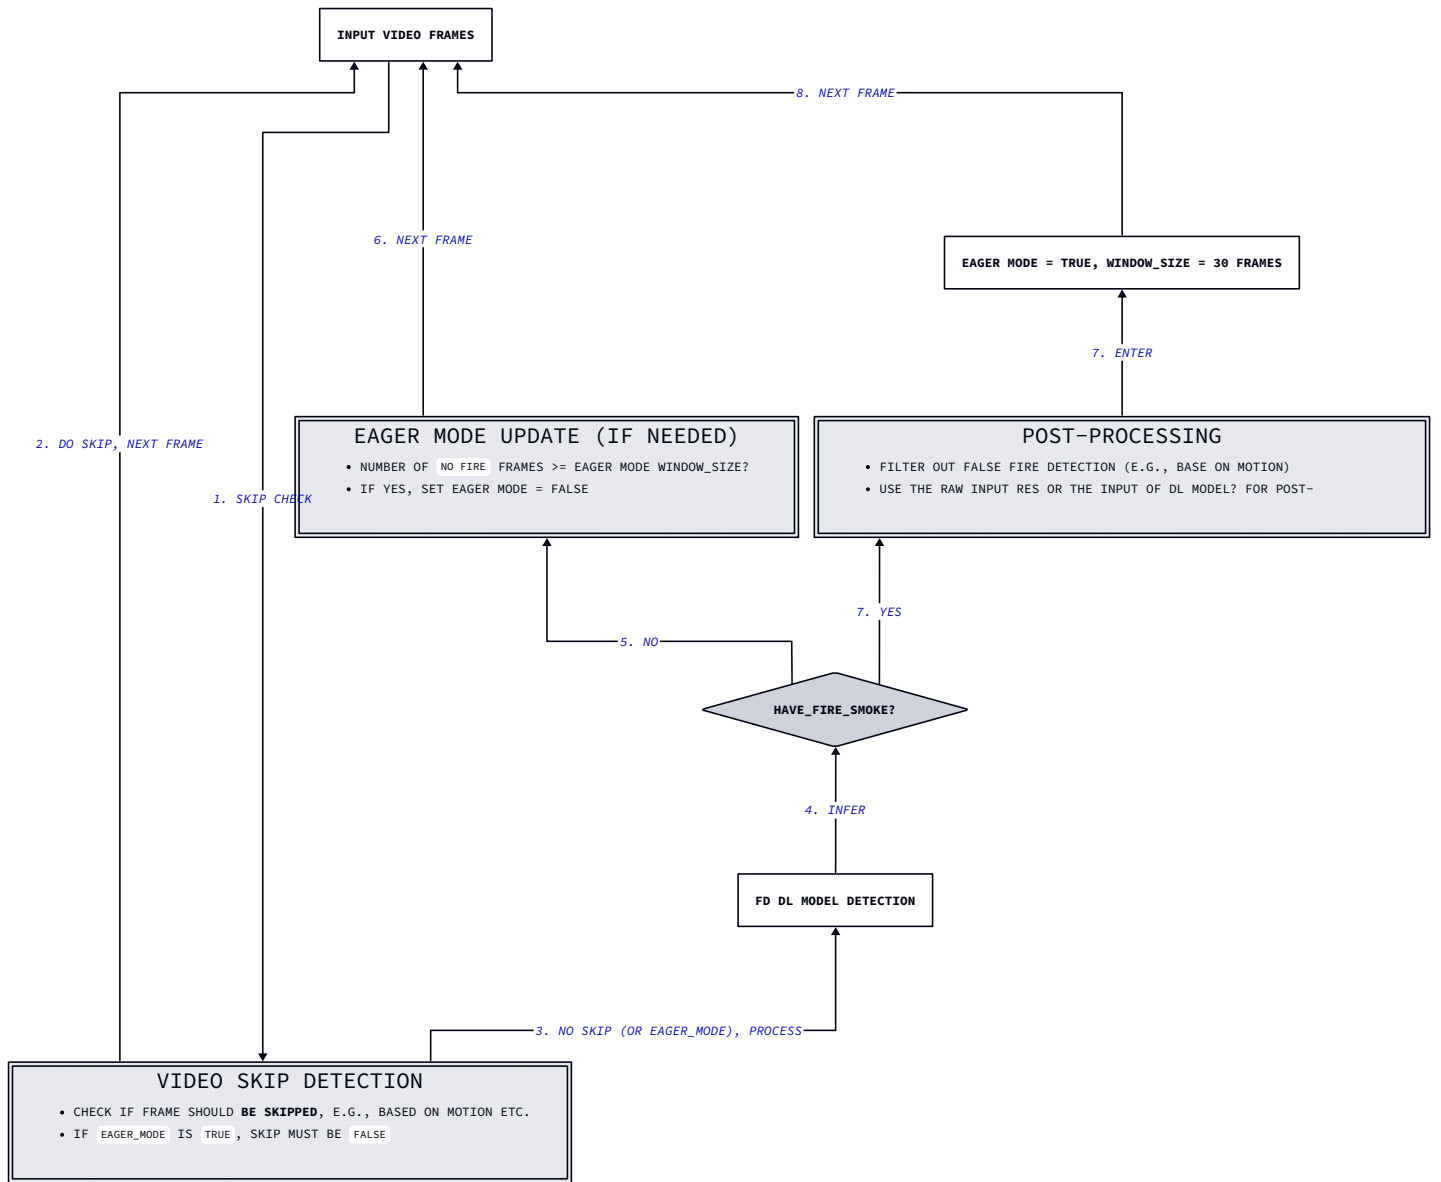 INPUT VIDEO FRAMES
8. NEXT FRAME
6. NEXT FRAME
EAGER MODE = TRUE, WINDOW_SIZE = 30 FRAMES
7. ENTER
2. DO SKIP, NEXT FRAME
1. SKIP CHECK
EAGER MODE UPDATE (IF NEEDED)
• NUMBER OF NO FIRE FRAMES >= EAGER MODE WINDOW_SIZE?
• IF YES, SET EAGER MODE = FALSE
POST-PROCESSING
• FILTER OUT FALSE FIRE DETECTION (E.G., BASE ON MOTION)
• USE THE RAW INPUT RES OR THE INPUT OF DL MODEL? FOR POST-
7. YES
5. NO
HAVE_FIRE_SMOKE?
4. INFER
FD DL MODEL DETECTION
3. NO SKIP (OR EAGER_MODE), PROCESS
VIDEO SKIP DETECTION
• CHECK IF FRAME SHOULD BE SKIPPED, E.G., BASED ON MOTION ETC.
• IF EAGER_MODE IS TRUE, SKIP MUST BE FALSE